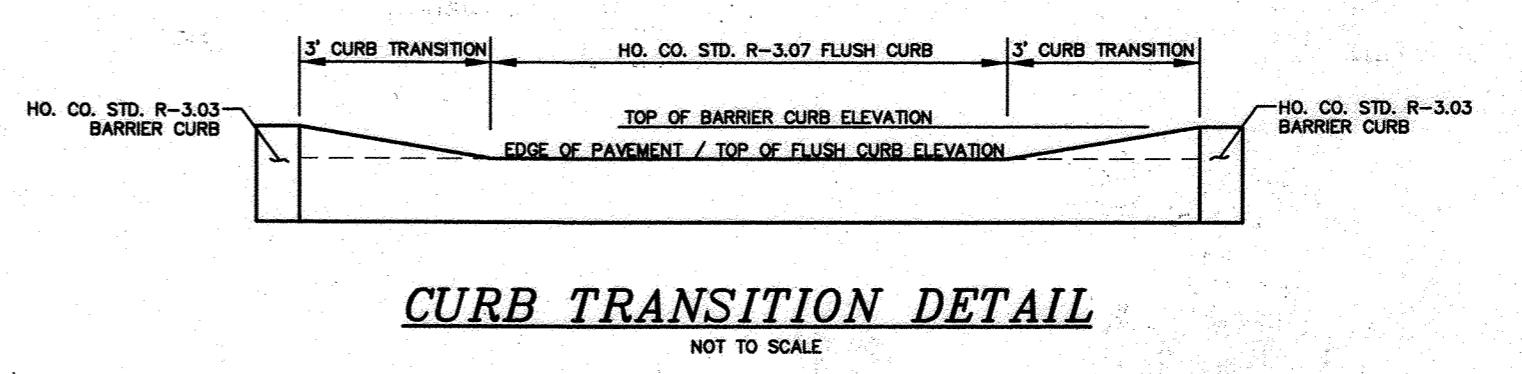 3' CURB TRANSITION
HO. CO. STD. R-3.07 FLUSH CURB
3' CURB TRANSITION
HO. CO. STD. R-3.03
BARRIER CURB
TOP OF BARRIER CURB ELEVATION
HO. CO. STD. R-3.03
BARRIER CURB
EDGE OF PAVEMENT / TOP OF FLUSH CURB ELEVATION
CURB TRANSITION DETAIL
NOT TO SCALE